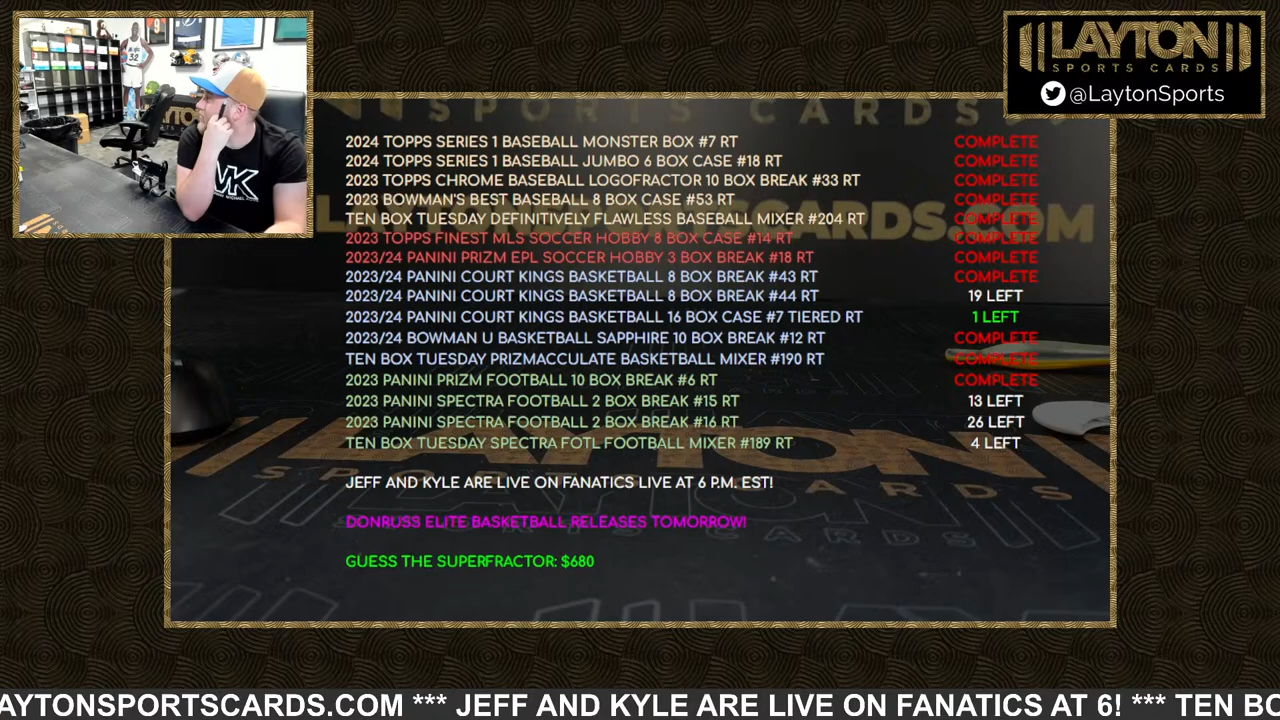 LAYTON
SPORTS CARDS
@LaytonSports
SPORTS CARDS
2024 TOPPS SERIES 1 BASEBALL MONSTER BOX #7 RT COMPLETE
2024 TOPPS SERIES 1 BASEBALL JUMBO 6 BOX CASE #18 RT COMPLETE
2023 TOPPS CHROME BASEBALL LOGOFRACTOR 10 BOX BREAK #33 RT COMPLETE
2023 BOWMAN'S BEST BASEBALL 8 BOX CASE #53 RT COMPLETE
TEN BOX TUESDAY DEFINITIVELY FLAWLESS BASEBALL MIXER #204 RT COMPLETE
2023 TOPPS FINEST MLS SOCCER HOBBY 8 BOX CASE #14 RT COMPLETE
2023/24 PANINI PRIZM EPL SOCCER HOBBY 3 BOX BREAK #18 RT COMPLETE
2023/24 PANINI COURT KINGS BASKETBALL 8 BOX BREAK #43 RT COMPLETE
2023/24 PANINI COURT KINGS BASKETBALL 8 BOX BREAK #44 RT 19 LEFT
2023/24 PANINI COURT KINGS BASKETBALL 16 BOX CASE #7 TIERED RT 1 LEFT
2023/24 BOWMAN U BASKETBALL SAPPHIRE 10 BOX BREAK #12 RT COMPLETE
TEN BOX TUESDAY PRIZMACCULATE BASKETBALL MIXER #190 RT COMPLETE
2023 PANINI PRIZM FOOTBALL 10 BOX BREAK #6 RT COMPLETE
2023 PANINI SPECTRA FOOTBALL 2 BOX BREAK #15 RT 13 LEFT
2023 PANINI SPECTRA FOOTBALL 2 BOX BREAK #16 RT 26 LEFT
TEN BOX TUESDAY SPECTRA FOTL FOOTBALL MIXER #189 RT 4 LEFT
LAYTON
SPORTS CARDS
JEFF AND KYLE ARE LIVE ON FANATICS LIVE AT 6 P.M. EST!
DONRUSS ELITE BASKETBALL RELEASES TOMORROW!
GUESS THE SUPERFRACTOR: $680
AYTONSPORTSCARDS.COM *** JEFF AND KYLE ARE LIVE ON FANATICS AT 6! *** TEN BO